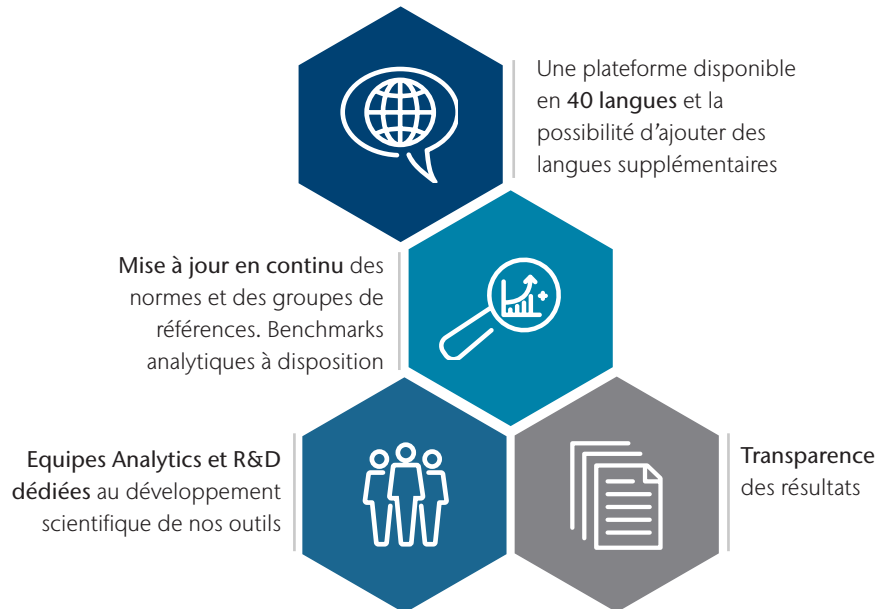 Une plateforme disponible
en 40 langues et la
possibilité d’ajouter des
langues supplémentaires
Mise à jour en continu des
normes et des groupes de
références. Benchmarks
analytiques à disposition
Equipes Analytics et R&D
dédiées au développement
scientifique de nos outils
Transparence
des résultats